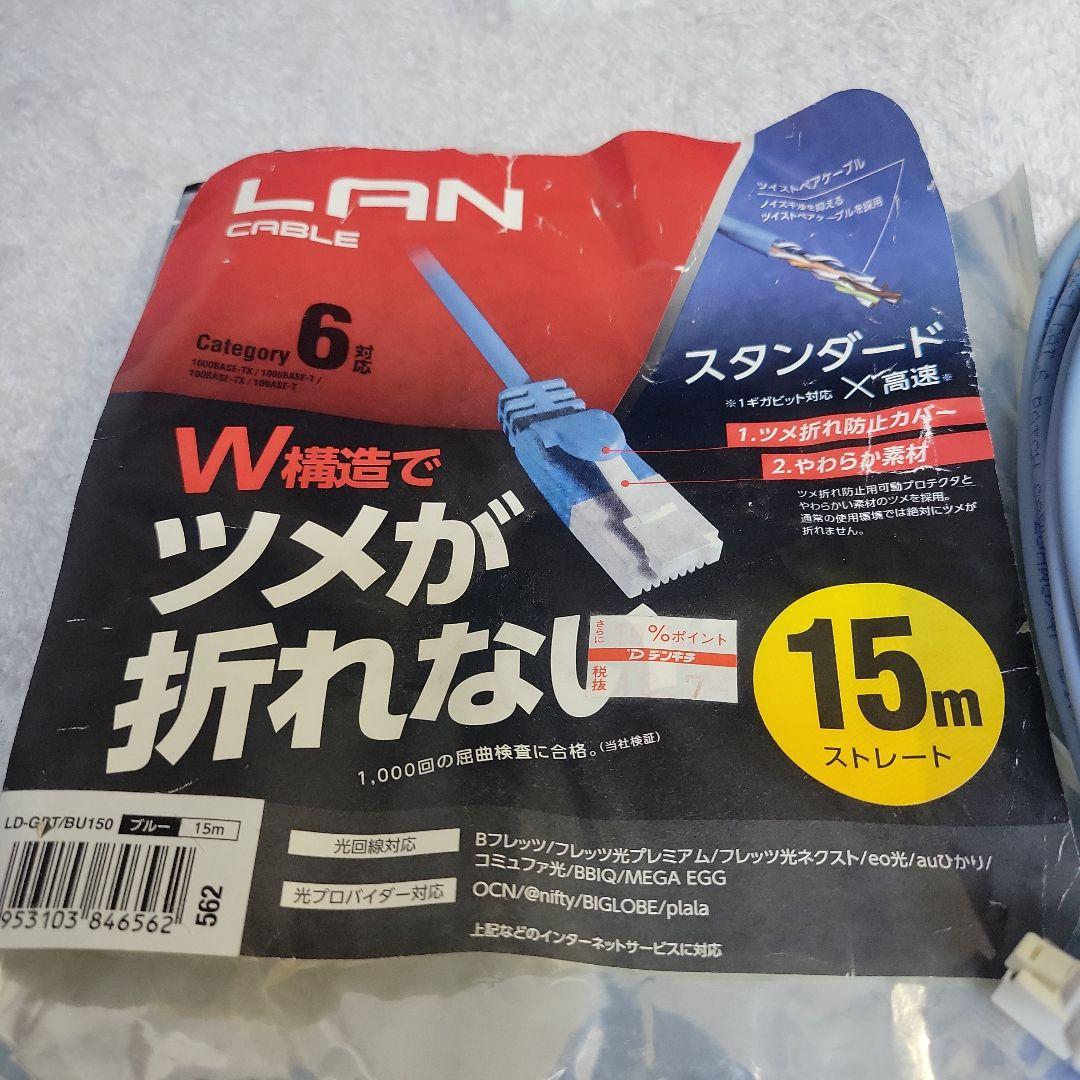 LAN
CABLE
ツイストペアケーブル
ノイズ干渉を抑える
ツイストペアケーブルを採用
Category 6 対応
1000BASE-TX / 1000BASE-T /
100BASE-TX / 10BASE-T
スタンダード
×高速※
※1ギガビット対応
1.ツメ折れ防止カバー
2.やわらか素材
ツメ折れ防止用可動プロテクタと
やわらかい素材のツメを採用。
通常の使用環境では絶対にツメが
折れません。
W構造で
ツメが
折れない
さらに %ポイント
デンキチ
税抜 7
1,000回の屈曲検査に合格。(当社検証)
15m
ストレート
LD-GPT/BU150 ブルー 15m
953103 846562
562
光回線対応
Bフレッツ/フレッツ光プレミアム/フレッツ光ネクスト/eo光/auひかり/
コミュファ光/BBIQ/MEGA EGG
光プロバイダー対応
OCN/@nifty/BIGLOBE/plala
上記などのインターネットサービスに対応